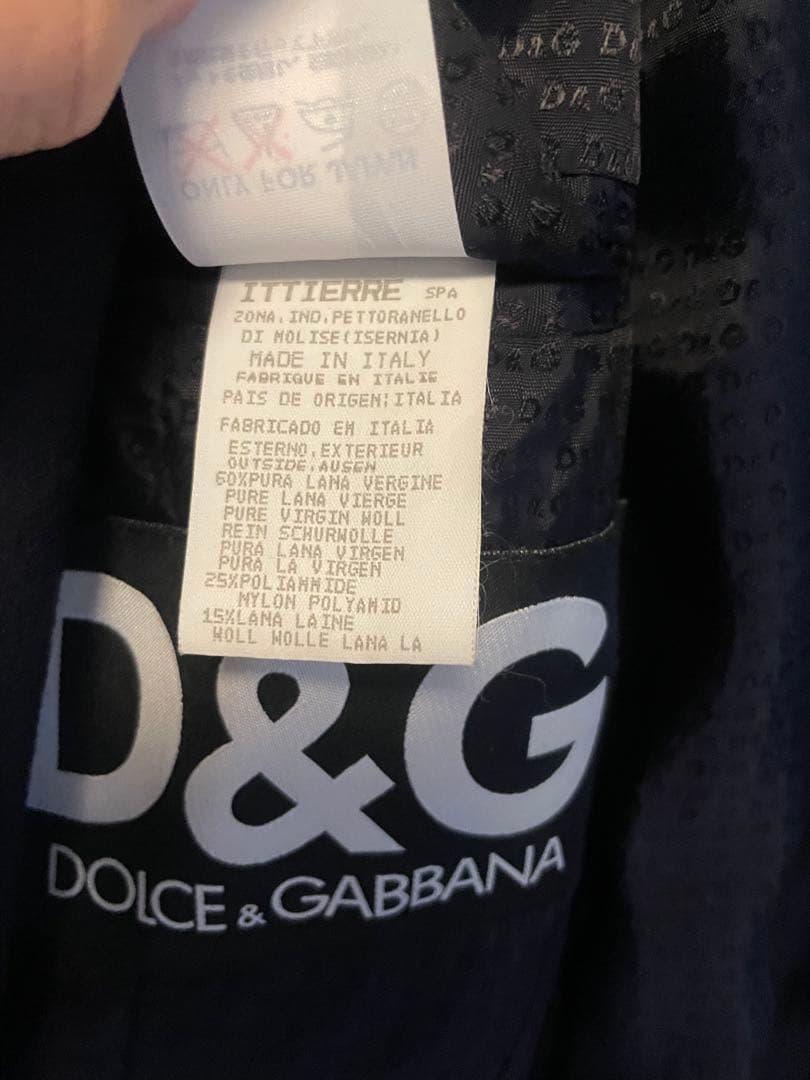 ONLY FOR JAPAN
D&G D&
D&G
ITTIERRE SPA
ZONA.IND.PETTORANELLO
DI MOLISE(ISERNIA)
MADE IN ITALY
FABRIQUE EN ITALIE
PAIS DE ORIGEN:ITALIA
FABRICADO EN ITALIA
ESTERNO.EXTERIEUR
OUTSIDE.AUSEN
60%PURA LANA VERGINE
PURE LANA VIERGE
PURE VIRGIN WOLL
REIN SCHURWOLLE
PURA LANA VIRGEN
PURA LA VIRGEN
25%POLIAMMIDE
NYLON POLYAMID
15%LANA LAINE
WOLL WOLLE LANA LA
D&G
DOLCE & GABBANA